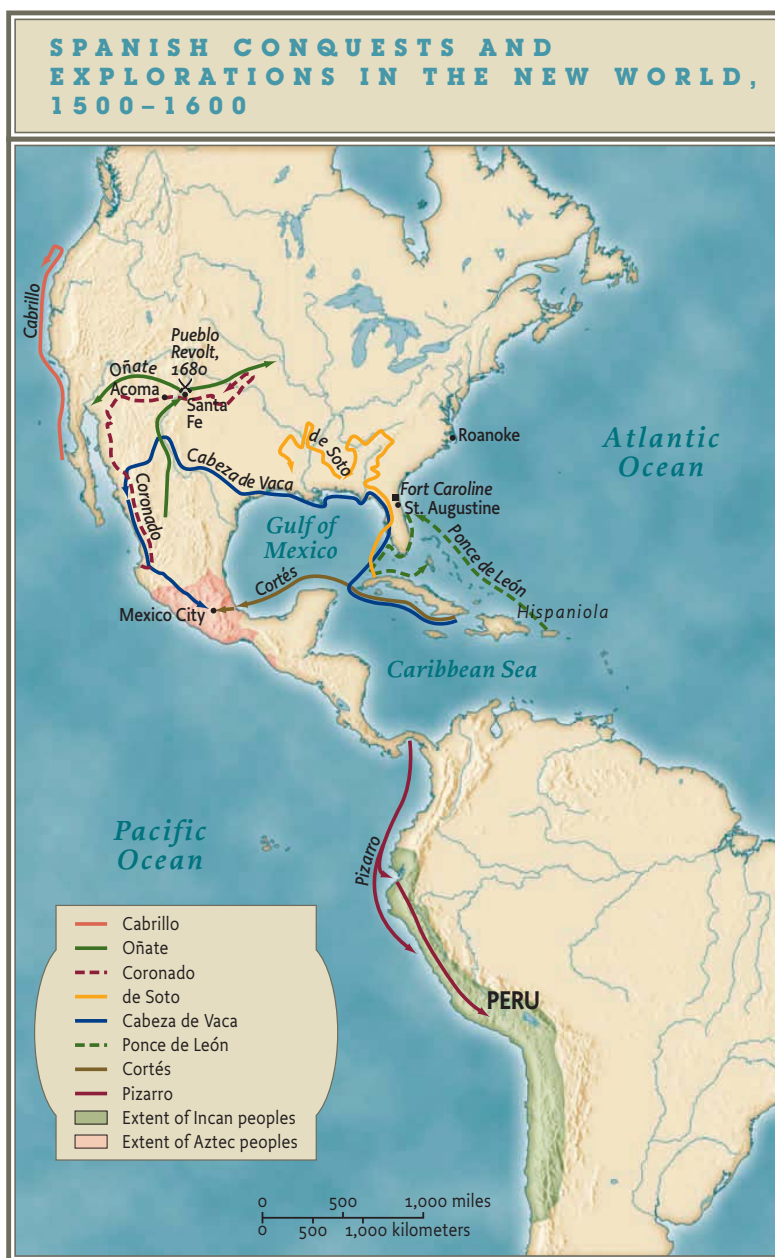 SPANISH CONQUESTS AND
EXPLORATIONS IN THE NEW WORLD,
1500–1600
Cabrillo
Pueblo
Revolt,
1680
Oñate
Acoma
Santa
Fe
de Soto
Roanoke
Atlantic
Ocean
Cabeza de Vaca
Coronado
Fort Caroline
St. Augustine
Gulf of
Mexico
Ponce de León
Cortés
Mexico City
Hispaniola
Caribbean Sea
Pacific
Ocean
Pizarro
PERU
Cabrillo
Oñate
Coronado
de Soto
Cabeza de Vaca
Ponce de León
Cortés
Pizarro
Extent of Incan peoples
Extent of Aztec peoples
0 500 1,000 miles
0 500 1,000 kilometers